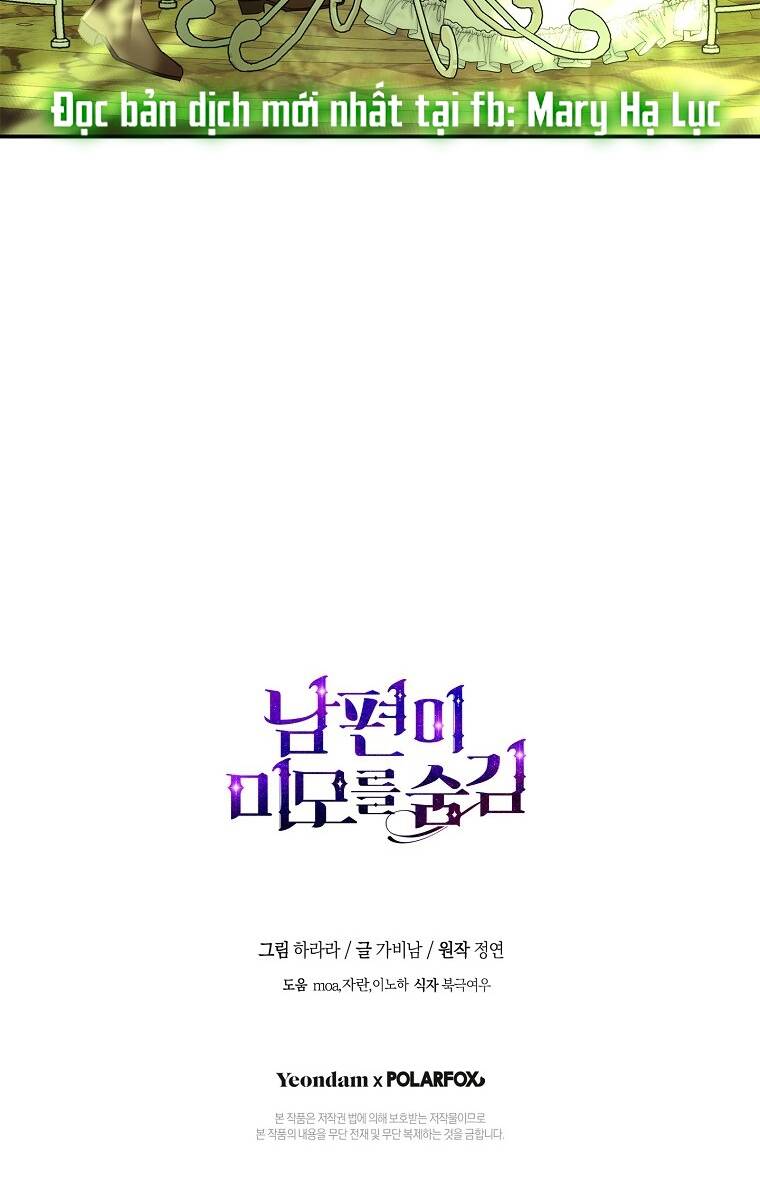 Đọc bản dịch mới nhất tại fb: Mary Hạ Lục
남편이
미모를 숨김
그림 하라라 / 글 가비남 / 원작 정연
도움 moa,자란,이노하 식자 북극여우
Yeondam x POLARFOX
본 작품은 저작권 법에 의해 보호받는 저작물이므로
본 작품의 내용을 무단 전재 및 무단 복제하는 것을 금합니다.